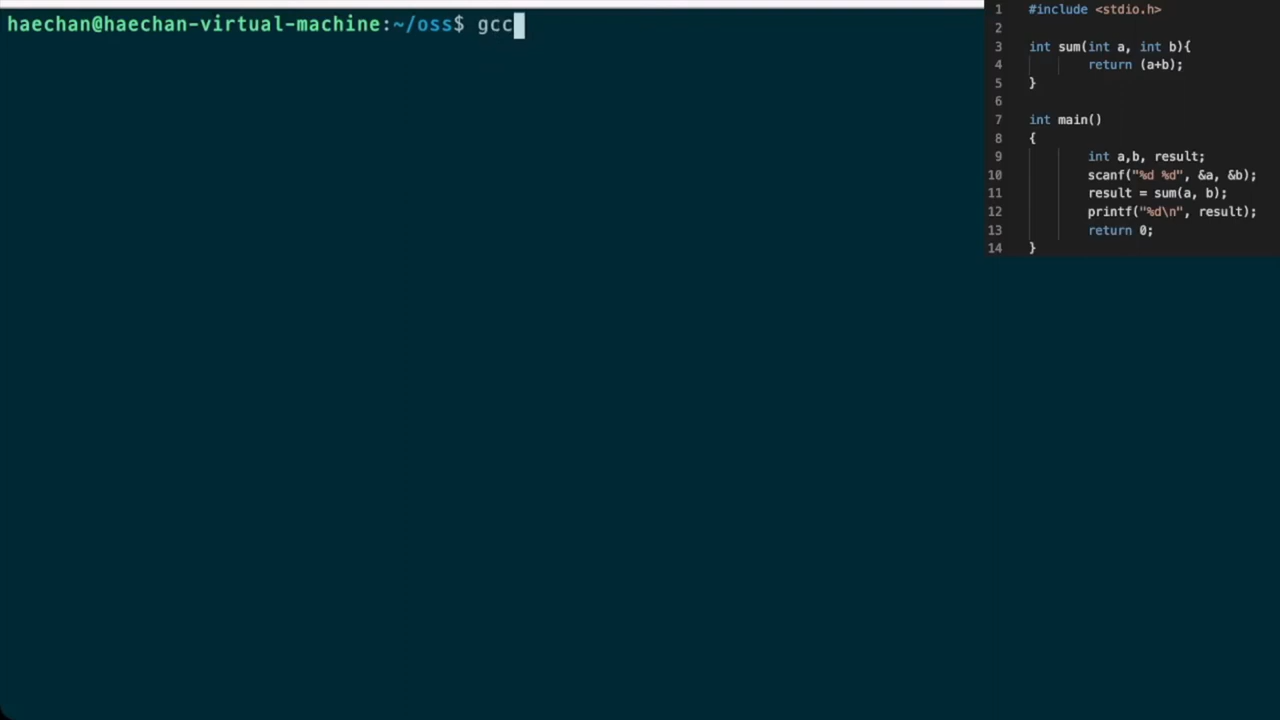 haechan@haechan-virtual-machine:~/oss$ gcc
1 #include <stdio.h>
2
3 int sum(int a, int b){
4 return (a+b);
5 }
6
7 int main()
8 {
9 int a,b, result;
10 scanf("%d %d", &a, &b);
11 result = sum(a, b);
12 printf("%d\n", result);
13 return 0;
14 }